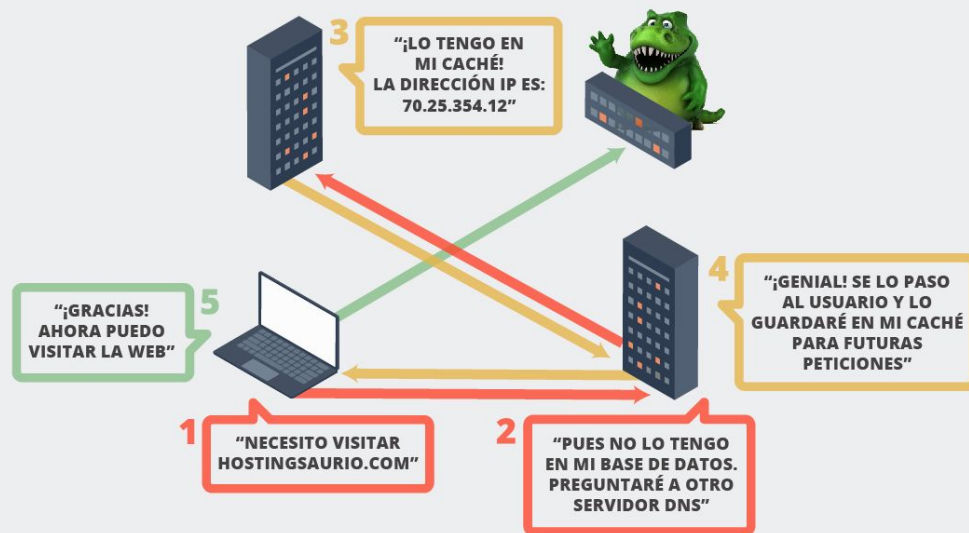 3
“¡LO TENGO EN
MI CACHÉ!
LA DIRECCIÓN IP ES:
70.25.354.12”
5
“¡GRACIAS!
AHORA PUEDO
VISITAR LA WEB”
4
“¡GENIAL! SE LO PASO
AL USUARIO Y LO
GUARDARÉ EN MI CACHÉ
PARA FUTURAS
PETICIONES”
1
“NECESITO VISITAR
HOSTINGSAURIO.COM”
2
“PUES NO LO TENGO
EN MI BASE DE DATOS.
PREGUNTARÉ A OTRO
SERVIDOR DNS”